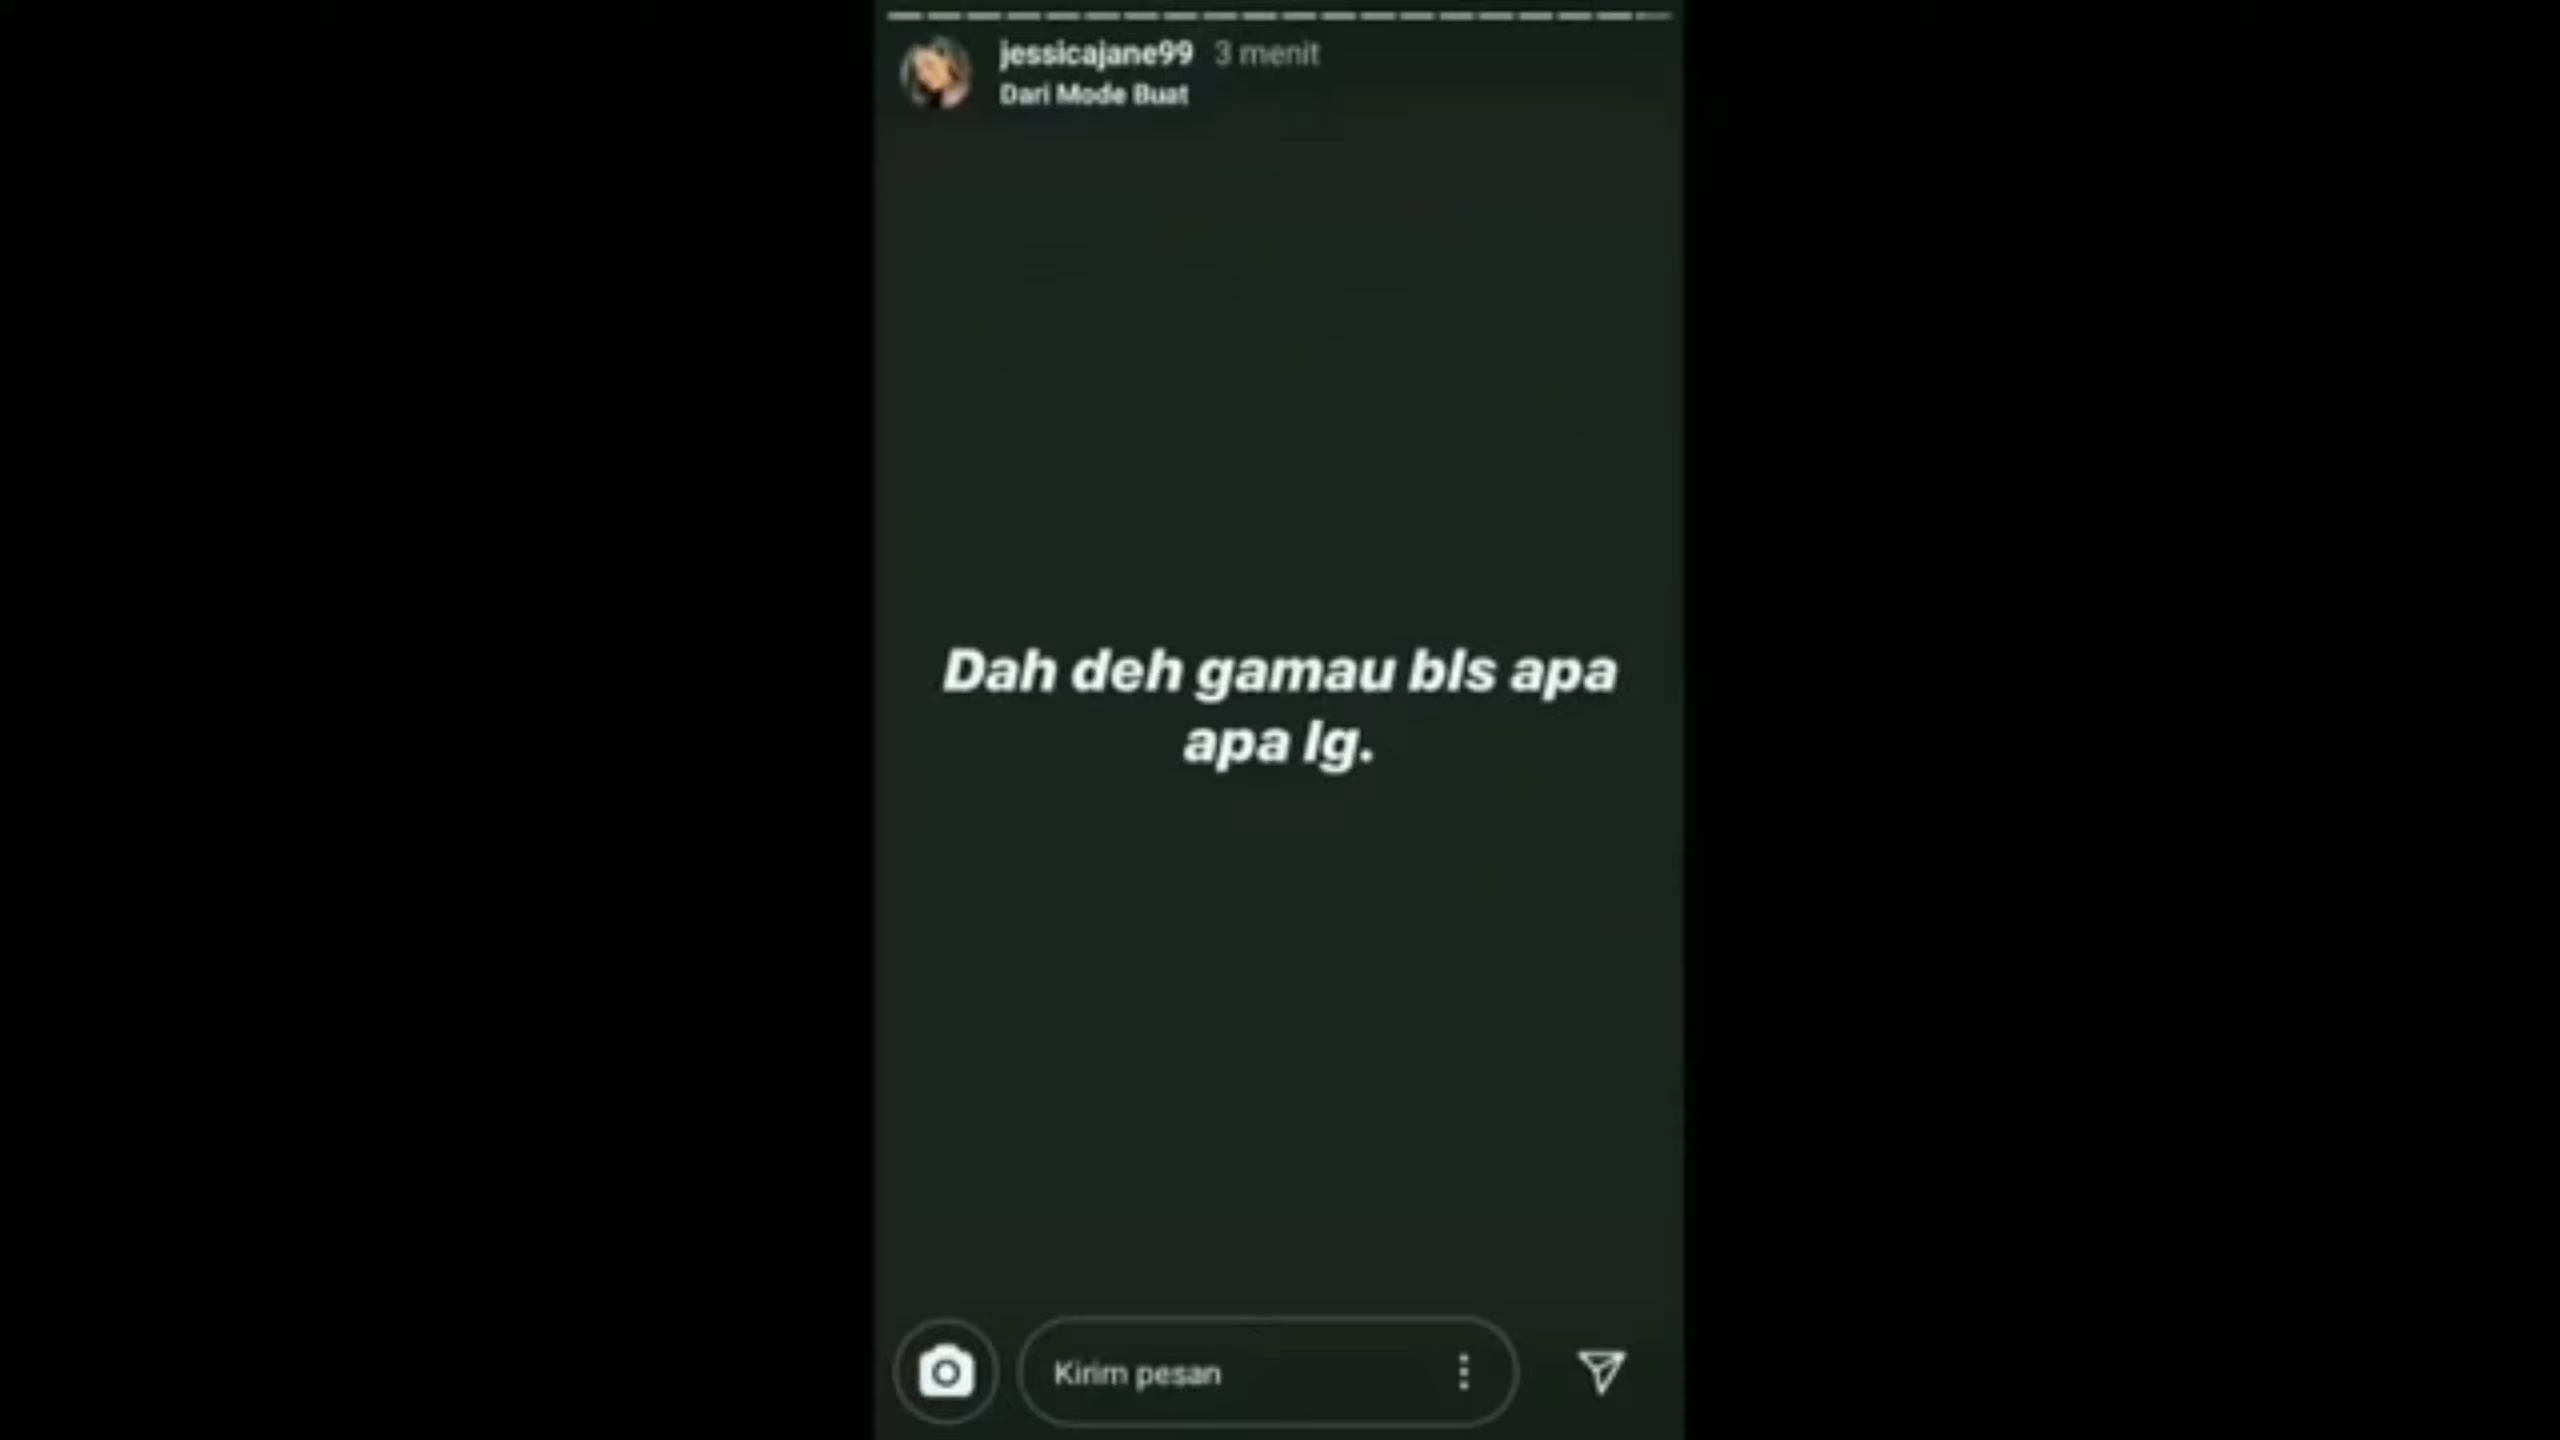 jessicajane99 3 menit
Dari Mode Buat
Dah deh gamau bls apa
apa lg.
Kirim pesan